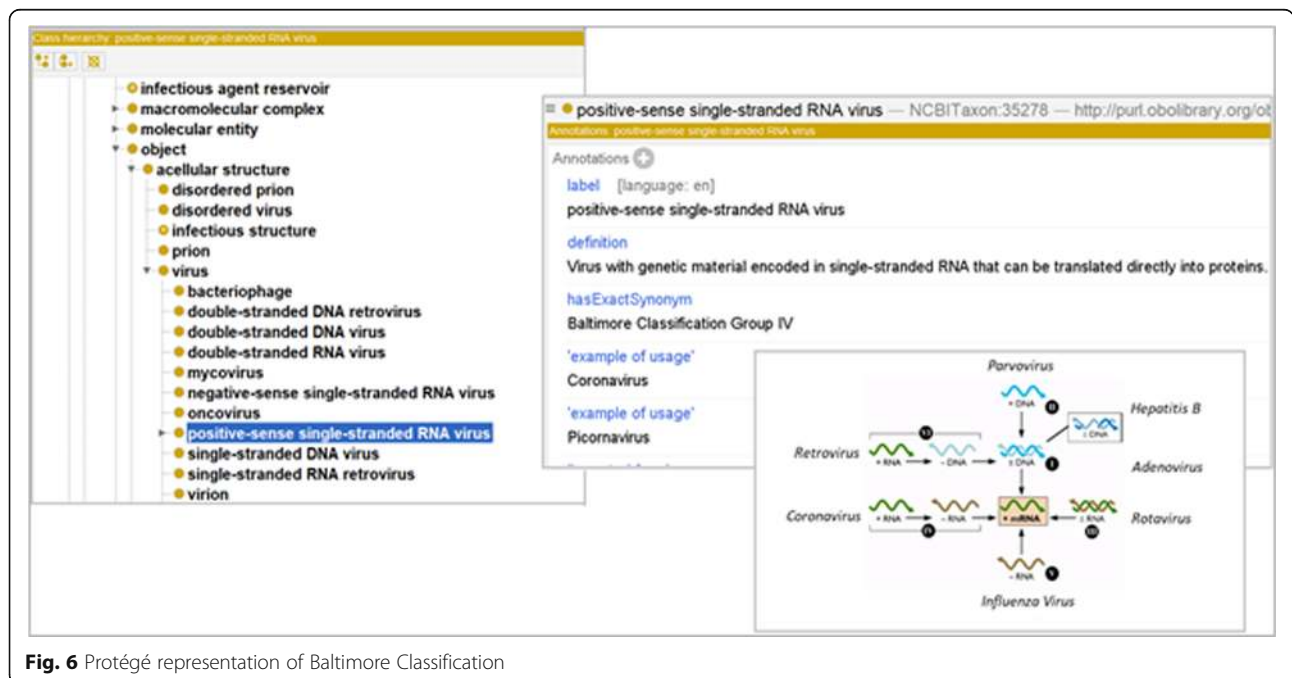 Class hierarchy: positive-sense single-stranded RNA virus
infectious agent reservoir
macromolecular complex
molecular entity
object
acellular structure
disordered prion
disordered virus
infectious structure
prion
virus
bacteriophage
double-stranded DNA retrovirus
double-stranded DNA virus
double-stranded RNA virus
mycovirus
negative-sense single-stranded RNA virus
oncovirus
positive-sense single-stranded RNA virus
single-stranded DNA virus
single-stranded RNA retrovirus
virion
positive-sense single-stranded RNA virus — NCBITaxon:35278 — http://purl.obolibrary.org/ob
Annotations: positive-sense single-stranded RNA virus
Annotations
label [language: en]
positive-sense single-stranded RNA virus
definition
Virus with genetic material encoded in single-stranded RNA that can be translated directly into proteins.
hasExactSynonym
Baltimore Classification Group IV
'example of usage'
Coronavirus
'example of usage'
Picornavirus
Parvovirus
+ DNA II
Hepatitis B
± DNA
VI
Retrovirus
+ RNA
- DNA
± DNA I
Adenovirus
Coronavirus
+ RNA
- RNA
+ mRNA
± RNA
Rotavirus
IV
III
- RNA V
Influenza Virus
Fig. 6 Protégé representation of Baltimore Classification